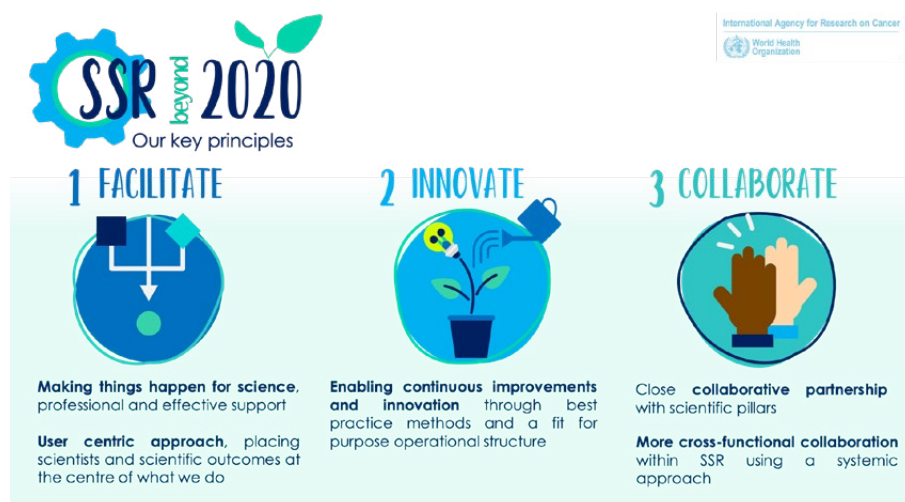 International Agency for Research on Cancer
World Health
Organization
SSR beyond 2020
Our key principles
1 FACILITATE
Making things happen for science,
professional and effective support
User centric approach, placing
scientists and scientific outcomes at
the centre of what we do
2 INNOVATE
Enabling continuous improvements
and innovation through best
practice methods and a fit for
purpose operational structure
3 COLLABORATE
Close collaborative partnership
with scientific pillars
More cross-functional collaboration
within SSR using a systemic
approach